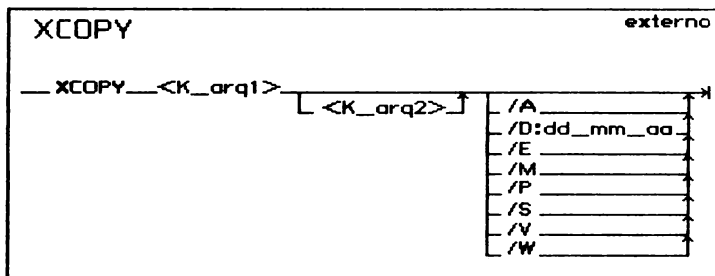 XCOPY externo
XCOPY <K_arq1>
<K_arq2>
/A
/D:dd_mm_aa
/E
/M
/P
/S
/V
/W